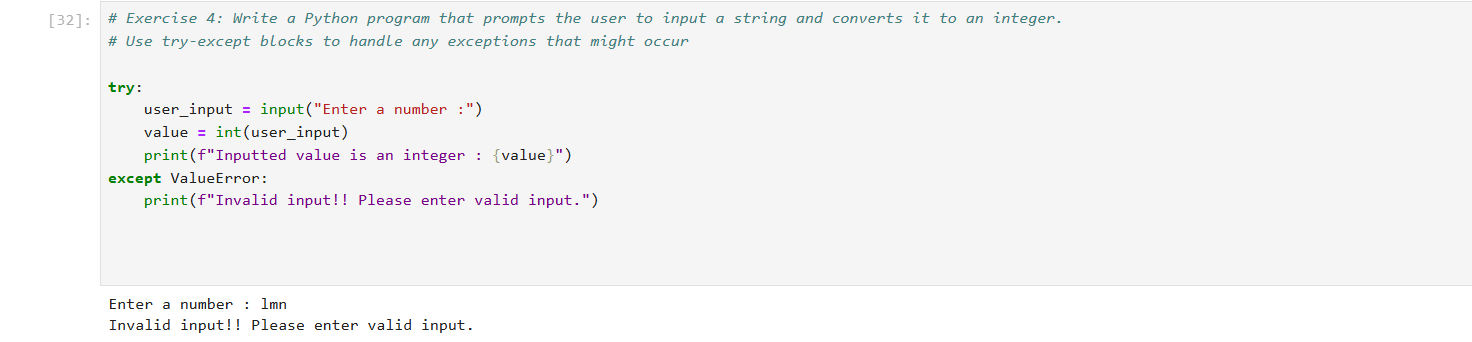 [32]: # Exercise 4: Write a Python program that prompts the user to input a string and converts it to an integer.
# Use try-except blocks to handle any exceptions that might occur

try:
    user_input = input("Enter a number :")
    value = int(user_input)
    print(f"Inputted value is an integer : {value}")
except ValueError:
    print(f"Invalid input!! Please enter valid input.")

Enter a number : lmn
Invalid input!! Please enter valid input.